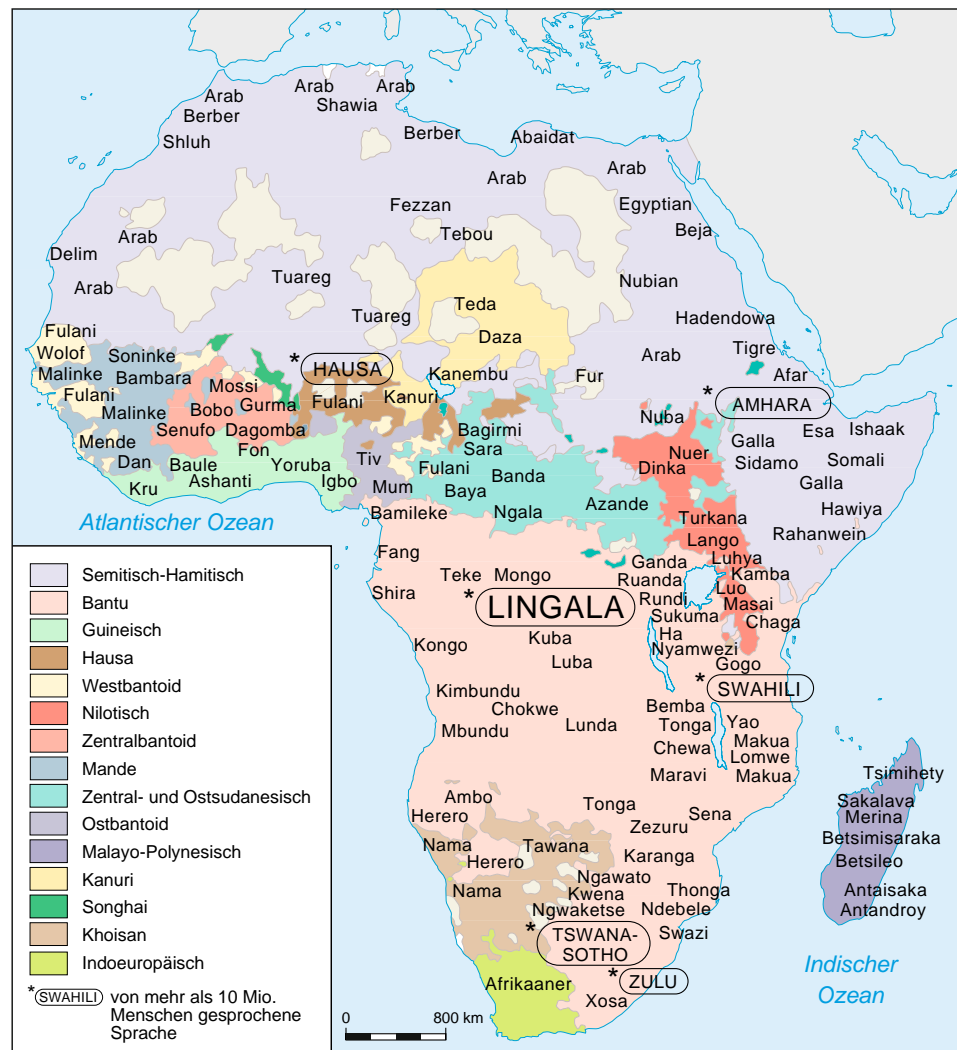 Arab
Arab
Arab
Shawia
Berber
Shluh
Berber
Abaidat
Arab
Arab
Egyptian
Fezzan
Tebou
Beja
Arab
Delim
Tuareg
Nubian
Arab
Teda
Tuareg
Daza
Hadendowa
Fulani
Wolof
Soninke
Malinke
Bambara
* HAUSA
Kanembu
Arab
Tigre
Afar
Fur
Mossi
Fulani
Gurma
Fulani
Kanuri
* AMHARA
Malinke
Bobo
Nuba
Esa
Ishaak
Mende
Senufo
Dagomba
Bagirmi
Galla
Dan
Fon
Sara
Nuer
Baule
Yoruba
Tiv
Fulani
Banda
Dinka
Sidamo
Somali
Kru
Ashanti
Igbo
Mum
Baya
Galla
Azande
Bamileke
Ngala
Turkana
Hawiya
Atlantischer Ozean
Lango
Rahanwein
Fang
Luhya
Ganda
Kamba
Teke
Mongo
Ruanda
Luo
Shira
* LINGALA
Rundi
Masai
Sukuma
Chaga
Kongo
Kuba
Ha
Nyamwezi
Luba
Gogo
* SWAHILI
Kimbundu
Chokwe
Bemba
Mbundu
Lunda
Tonga
Yao
Chewa
Makua
Lomwe
Maravi
Makua
Tsimihety
Ambo
Tonga
Sena
Sakalava
Herero
Zezuru
Merina
Nama
Tawana
Betsimisaraka
Herero
Karanga
Betsileo
Nama
Ngawato
Kwena
Thonga
Antaisaka
Ngwaketse
Ndebele
Antandroy
* TSWANA-
SOTHO
Swazi
Indischer
Ozean
Afrikaaner
* ZULU
Xosa
0 800 km
Semitisch-Hamitisch
Bantu
Guineisch
Hausa
Westbantoid
Nilotisch
Zentralbantoid
Mande
Zentral- und Ostsudanesisch
Ostbantoid
Malayo-Polynesisch
Kanuri
Songhai
Khoisan
Indoeuropäisch
* SWAHILI von mehr als 10 Mio.
Menschen gesprochene
Sprache